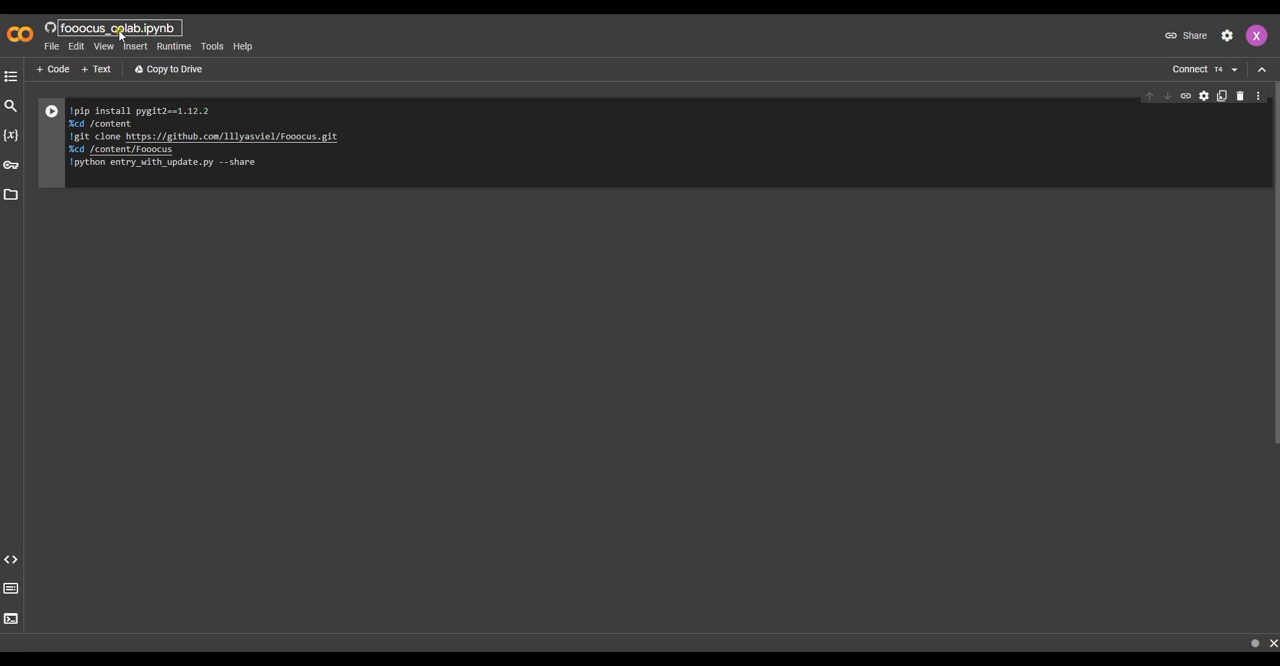 fooocus_colab.ipynb
Share
X
File Edit View Insert Runtime Tools Help
+ Code + Text Copy to Drive
Connect T4
!pip install pygit2==1.12.2
%cd /content
!git clone https://github.com/lllyasviel/Fooocus.git
%cd /content/Fooocus
!python entry_with_update.py --share